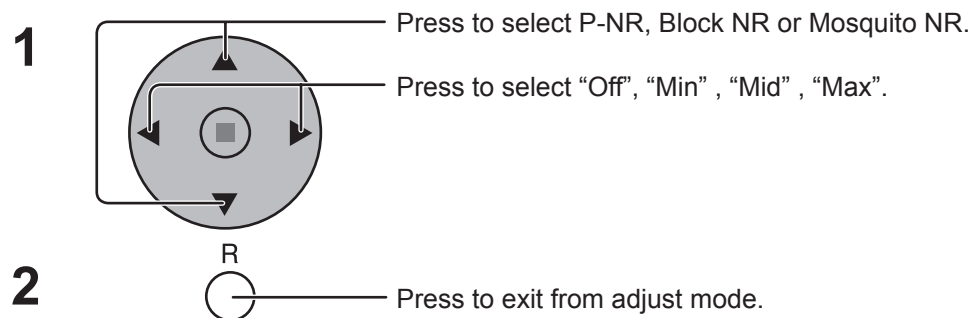 1
Press to select P-NR, Block NR or Mosquito NR.
Press to select “Off”, “Min” , “Mid” , “Max”.
R
2
Press to exit from adjust mode.